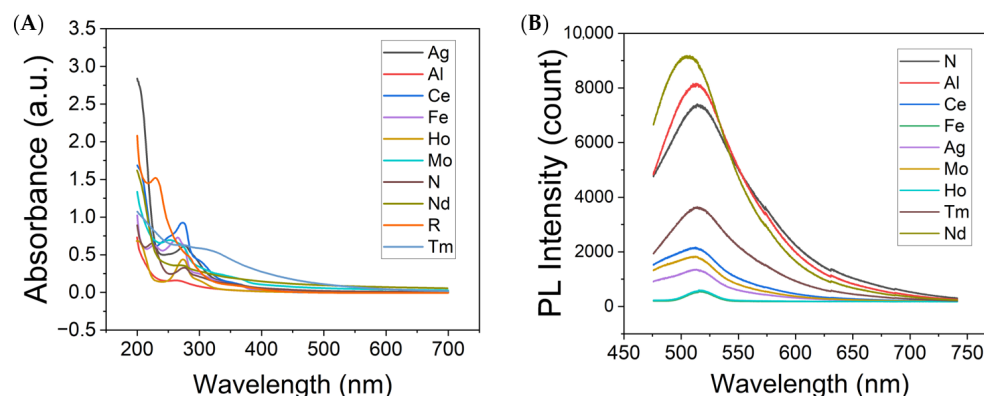 (A)
3.5
3.0
2.5
2.0
1.5
1.0
0.5
0.0
−0.5
Absorbance (a.u.)
200 300 400 500 600 700
Wavelength (nm)
Ag
Al
Ce
Fe
Ho
Mo
N
Nd
R
Tm
(B)
10,000
8000
6000
4000
2000
0
PL Intensity (count)
450 500 550 600 650 700 750
Wavelength (nm)
N
Al
Ce
Fe
Ag
Mo
Ho
Tm
Nd